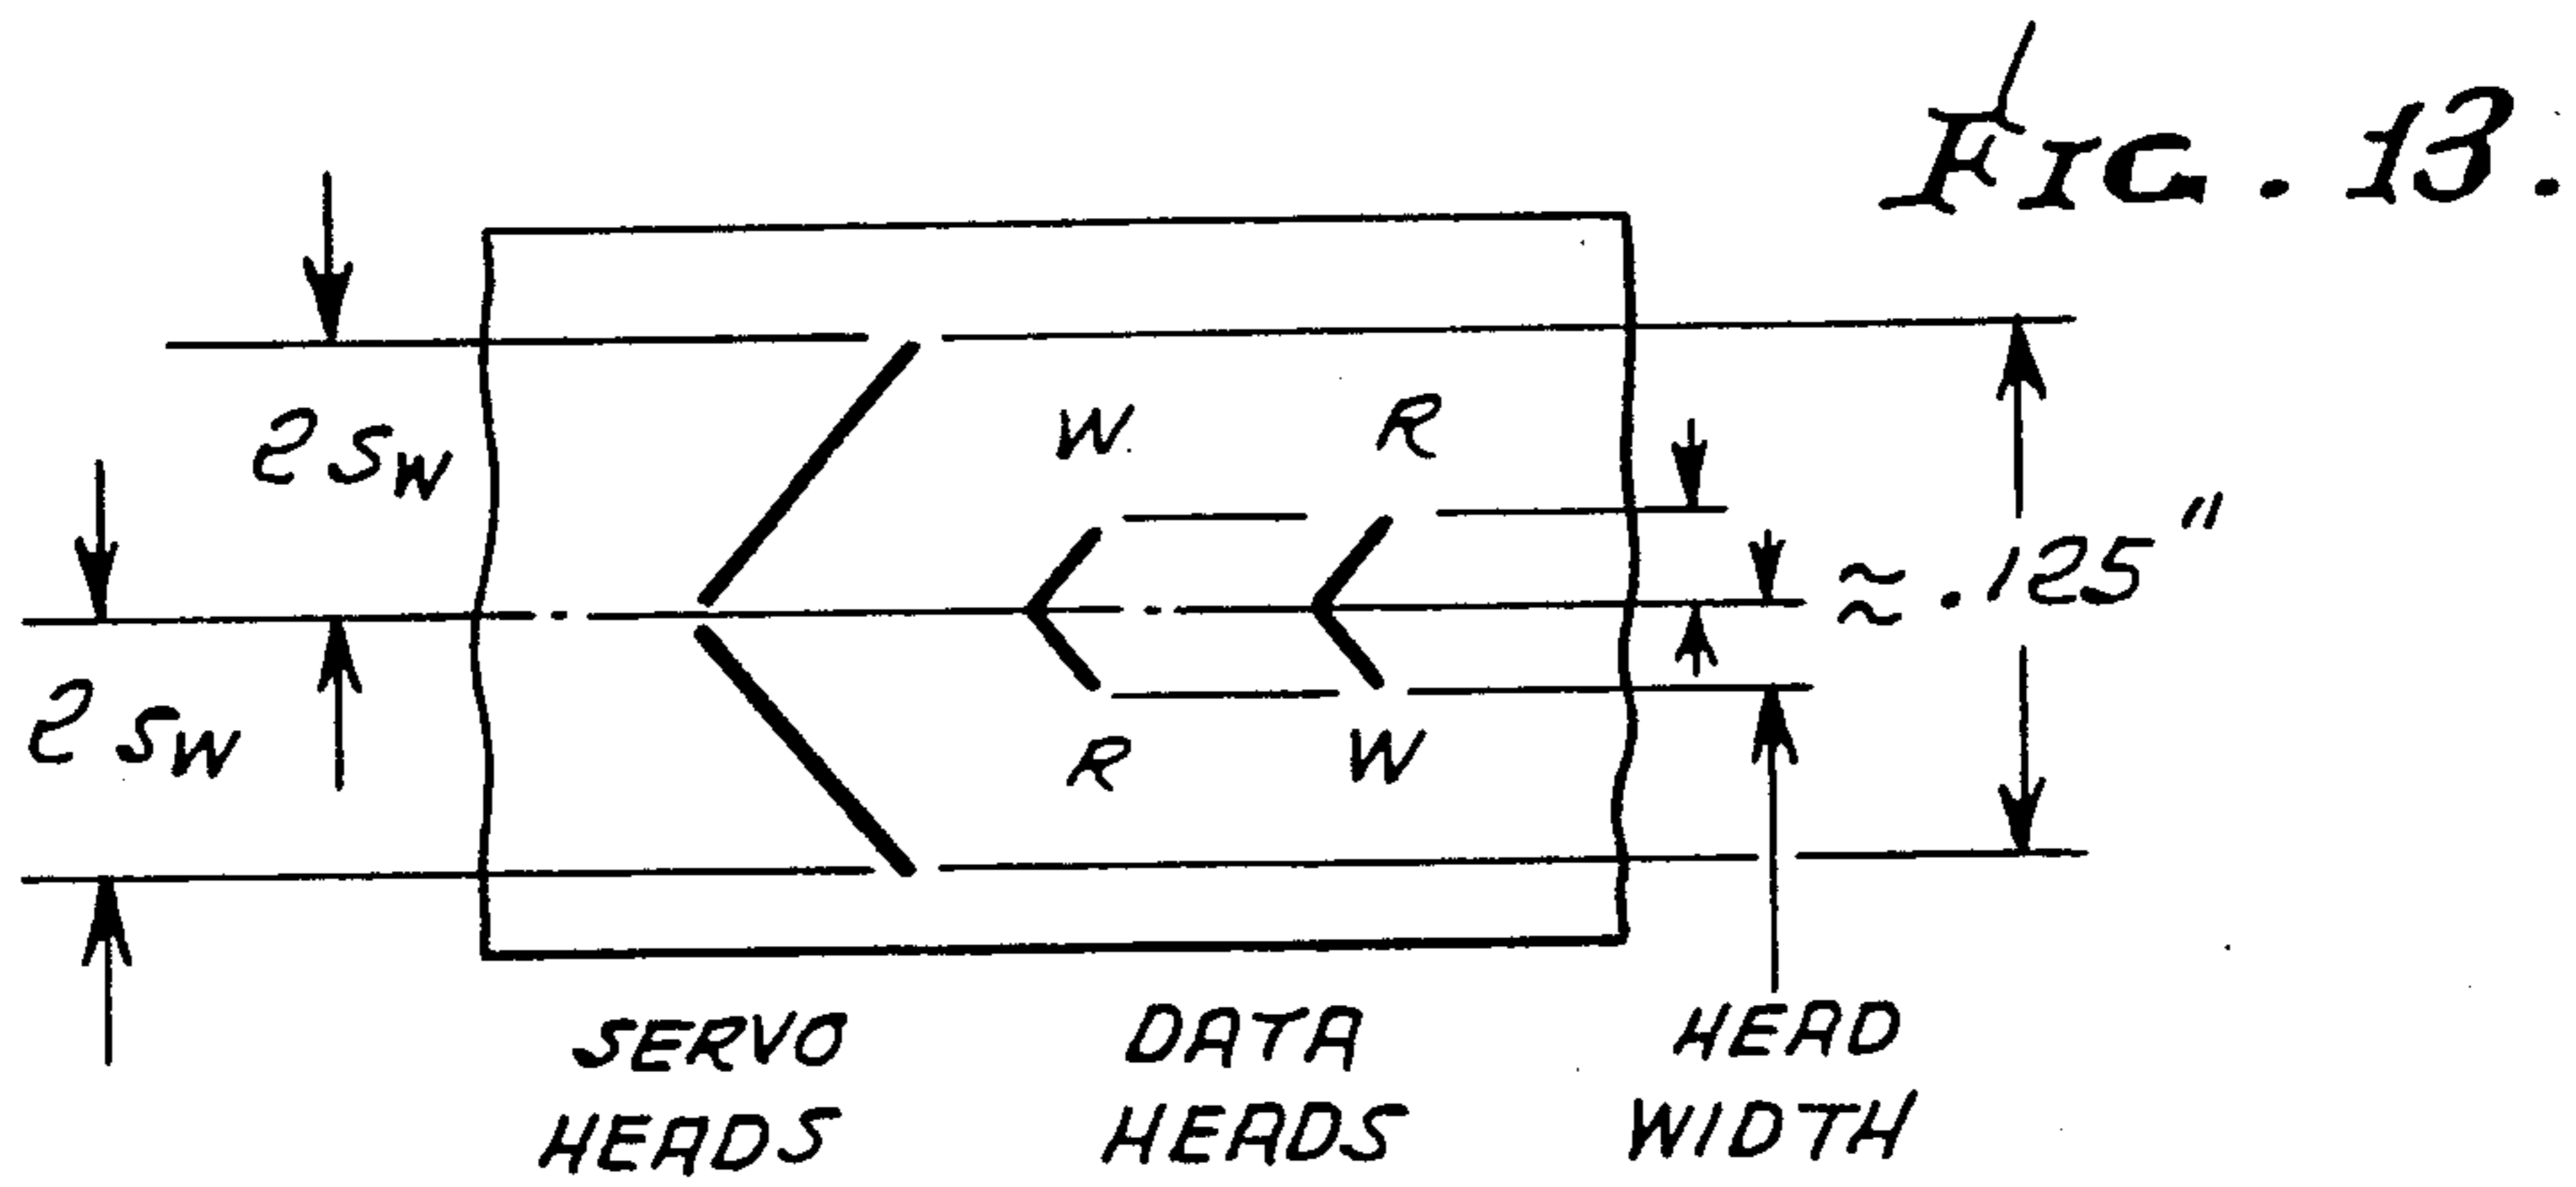 FIG. 13.
2 SW
W R
≈ .125"
2 SW
R W
SERVO HEADS
DATA HEADS
HEAD WIDTH